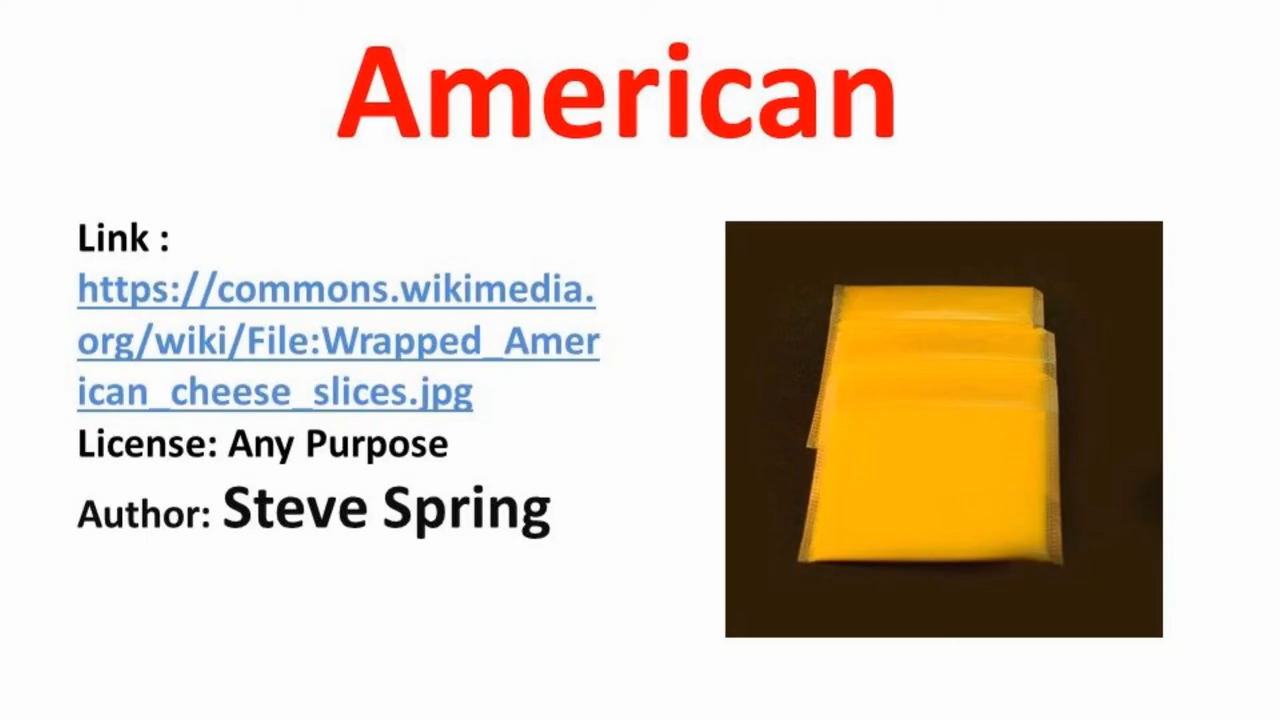 American
Link :
https://commons.wikimedia.
org/wiki/File:Wrapped_Amer
ican_cheese_slices.jpg
License: Any Purpose
Author: Steve Spring